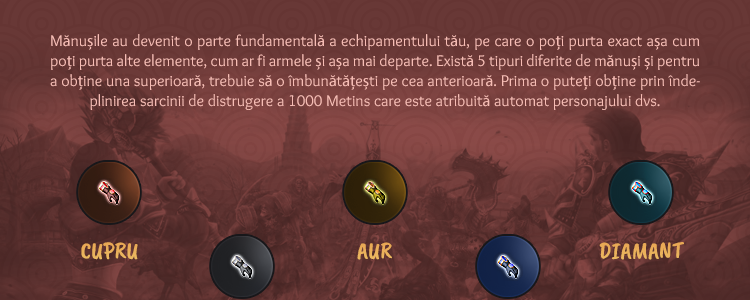 Mănușile au devenit o parte fundamentală a echipamentului tău, pe care o poți purta exact așa cum
poți purta alte elemente, cum ar fi armele și așa mai departe. Există 5 tipuri diferite de mănuși și pentru
a obține una superioară, trebuie să o îmbunătățești pe cea anterioară. Prima o puteți obține prin înde-
plinirea sarcinii de distrugere a 1000 Metins care este atribuită automat personajului dvs.
CUPRU
AUR
DIAMANT